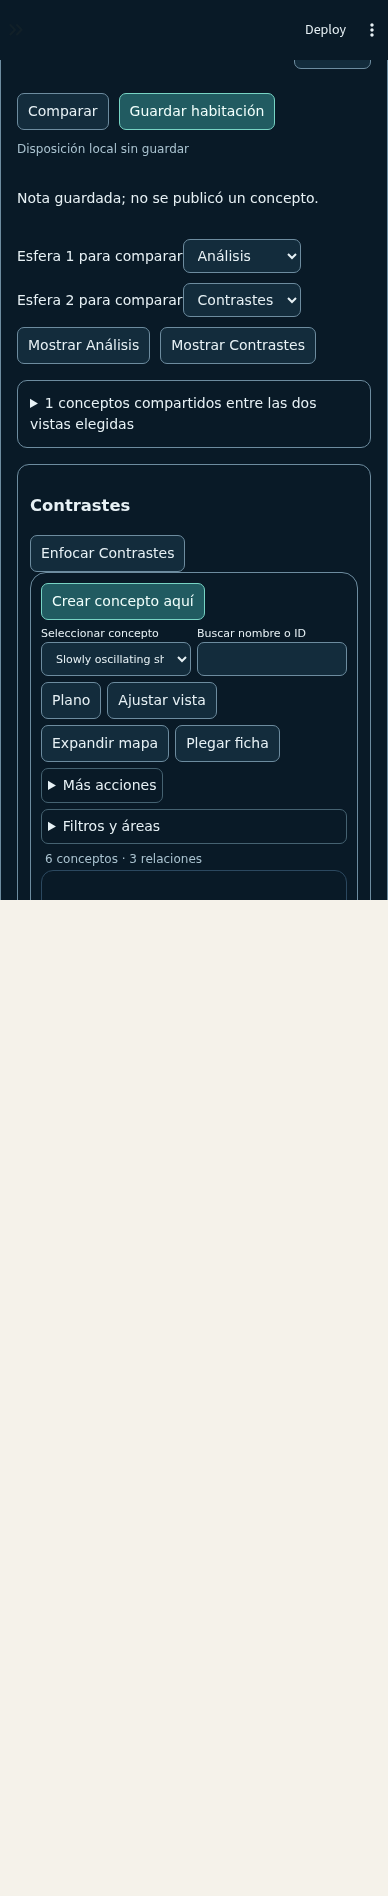 Deploy
Comparar
Guardar habitación
Disposición local sin guardar
Nota guardada; no se publicó un concepto.
Esfera 1 para comparar
Análisis
Esfera 2 para comparar
Contrastes
Mostrar Análisis
Mostrar Contrastes
1 conceptos compartidos entre las dos
vistas elegidas
Contrastes
Enfocar Contrastes
Crear concepto aquí
Seleccionar concepto
Buscar nombre o ID
Slowly oscillating sh
Plano
Ajustar vista
Expandir mapa
Plegar ficha
Más acciones
Filtros y áreas
6 conceptos · 3 relaciones